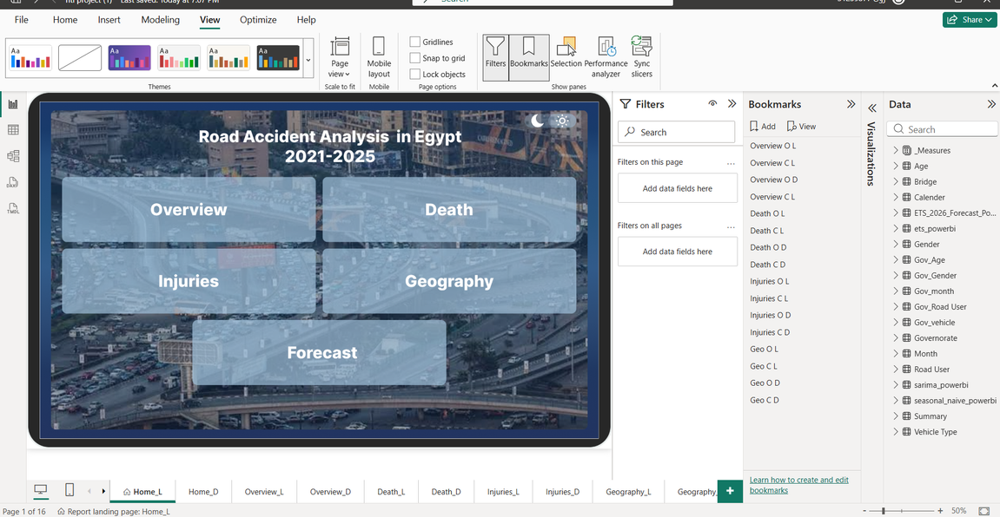 nti project (1)
Last saved: Today at 7:07 PM
Search
File
Home
Insert
Modeling
View
Optimize
Help
Share
Aa
Aa
Aa
Aa
Aa
Themes
Page view
Scale to fit
Mobile layout
Mobile
Gridlines
Snap to grid
Lock objects
Page options
Filters
Bookmarks
Selection
Performance analyzer
Sync slicers
Show panes
Road Accident Analysis in Egypt
2021-2025
Overview
Death
Injuries
Geography
Forecast
Filters
Search
Filters on this page
...
Add data fields here
Filters on all pages
...
Add data fields here
Bookmarks
Add
View
Overview O L
Overview C L
Overview O D
Overview C L
Death O L
Death C L
Death O D
Death C D
Injuries O L
Injuries C L
Injuries O D
Injuries C D
Geo O L
Geo C L
Geo O D
Geo C D
Learn how to create and edit
bookmarks
Visualizations
Data
Search
_Measures
Age
Bridge
Calender
ETS_2026_Forecast_Po...
ets_powerbi
Gender
Gov_Age
Gov_Gender
Gov_month
Gov_Road User
Gov_vehicle
Governorate
Month
Road User
sarima_powerbi
seasonal_naive_powerbi
Summary
Vehicle Type
DAX
TMDL
Home_L
Home_D
Overview_L
Overview_D
Death_L
Death_D
Injuries_L
Injuries_D
Geography_L
Geography_
Page 1 of 16
Report landing page: Home_L
- +
50%